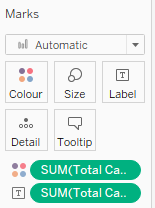 Marks
Automatic
Colour Size Label
T
Detail Tooltip
SUM(Total Ca..
T SUM(Total Ca..